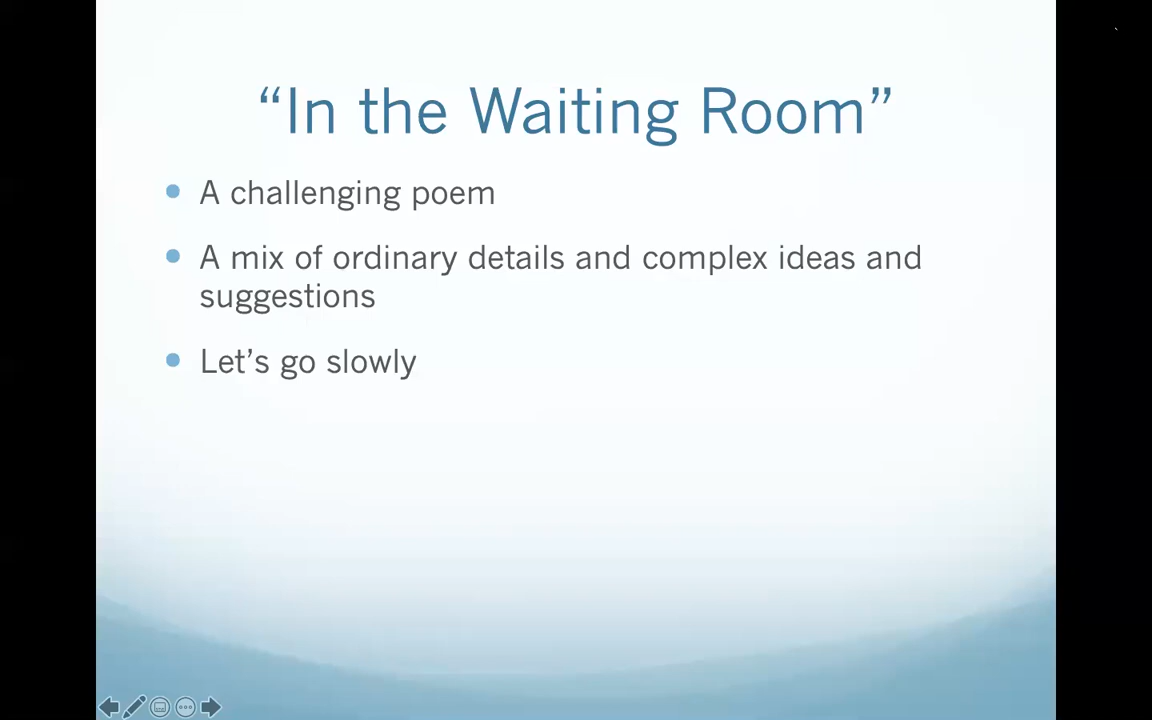 “In the Waiting Room”
A challenging poem
A mix of ordinary details and complex ideas and
suggestions
Let’s go slowly